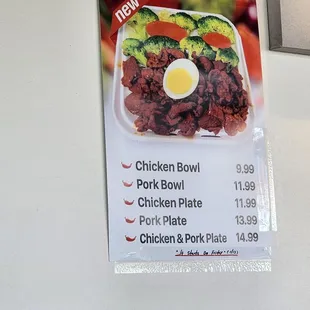 new
Chicken Bowl 9.99
Pork Bowl 11.99
Chicken Plate 11.99
Pork Plate 13.99
Chicken & Pork Plate 14.99